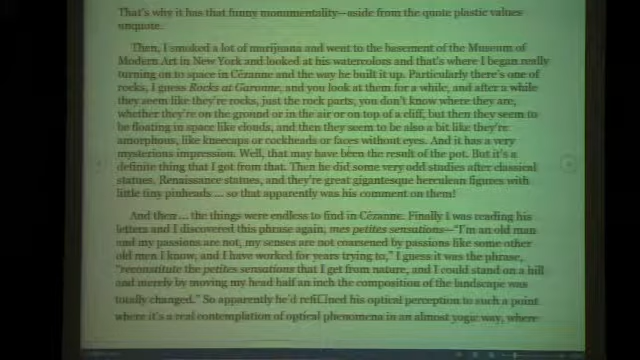 That's why it has that funny monumentality—aside from the quote plastic values
unquote.
Then, I smoked a lot of marijuana and went to the basement of the Museum of
Modern Art in New York and looked at his watercolors and that's where I began really
turning on to space in Cézanne and the way he built it up. Particularly there's one of
rocks, I guess Rocks at Garonne, and you look at them for a while, and after a while
they seem like they're rocks, just the rock parts, you don't know where they are,
whether they're on the ground or in the air or on top of a cliff, but then they seem to
be floating in space like clouds, and then they seem to be also a bit like they're
amorphous, like kneecaps or cockheads or faces without eyes. And it has a very
mysterious impression. Well, that may have been the result of the pot. But it's a
definite thing that I got from that. Then he did some very odd studies after classical
statues, Renaissance statues, and they're great gigantesque herculean figures with
little tiny pinheads ... so that apparently was his comment on them!
And then ... the things were endless to find in Cézanne. Finally I was reading his
letters and I discovered this phrase again, mes petites sensations—"I'm an old man
and my passions are not, my senses are not coarsened by passions like some other
old men I know, and I have worked for years trying to," I guess it was the phrase,
"reconstitute the petites sensations that I get from nature, and I could stand on a hill
and merely by moving my head half an inch the composition of the landscape was
totally changed." So apparently he'd refi□ned his optical perception to such a point
where it's a real contemplation of optical phenomena in an almost yogic way, where